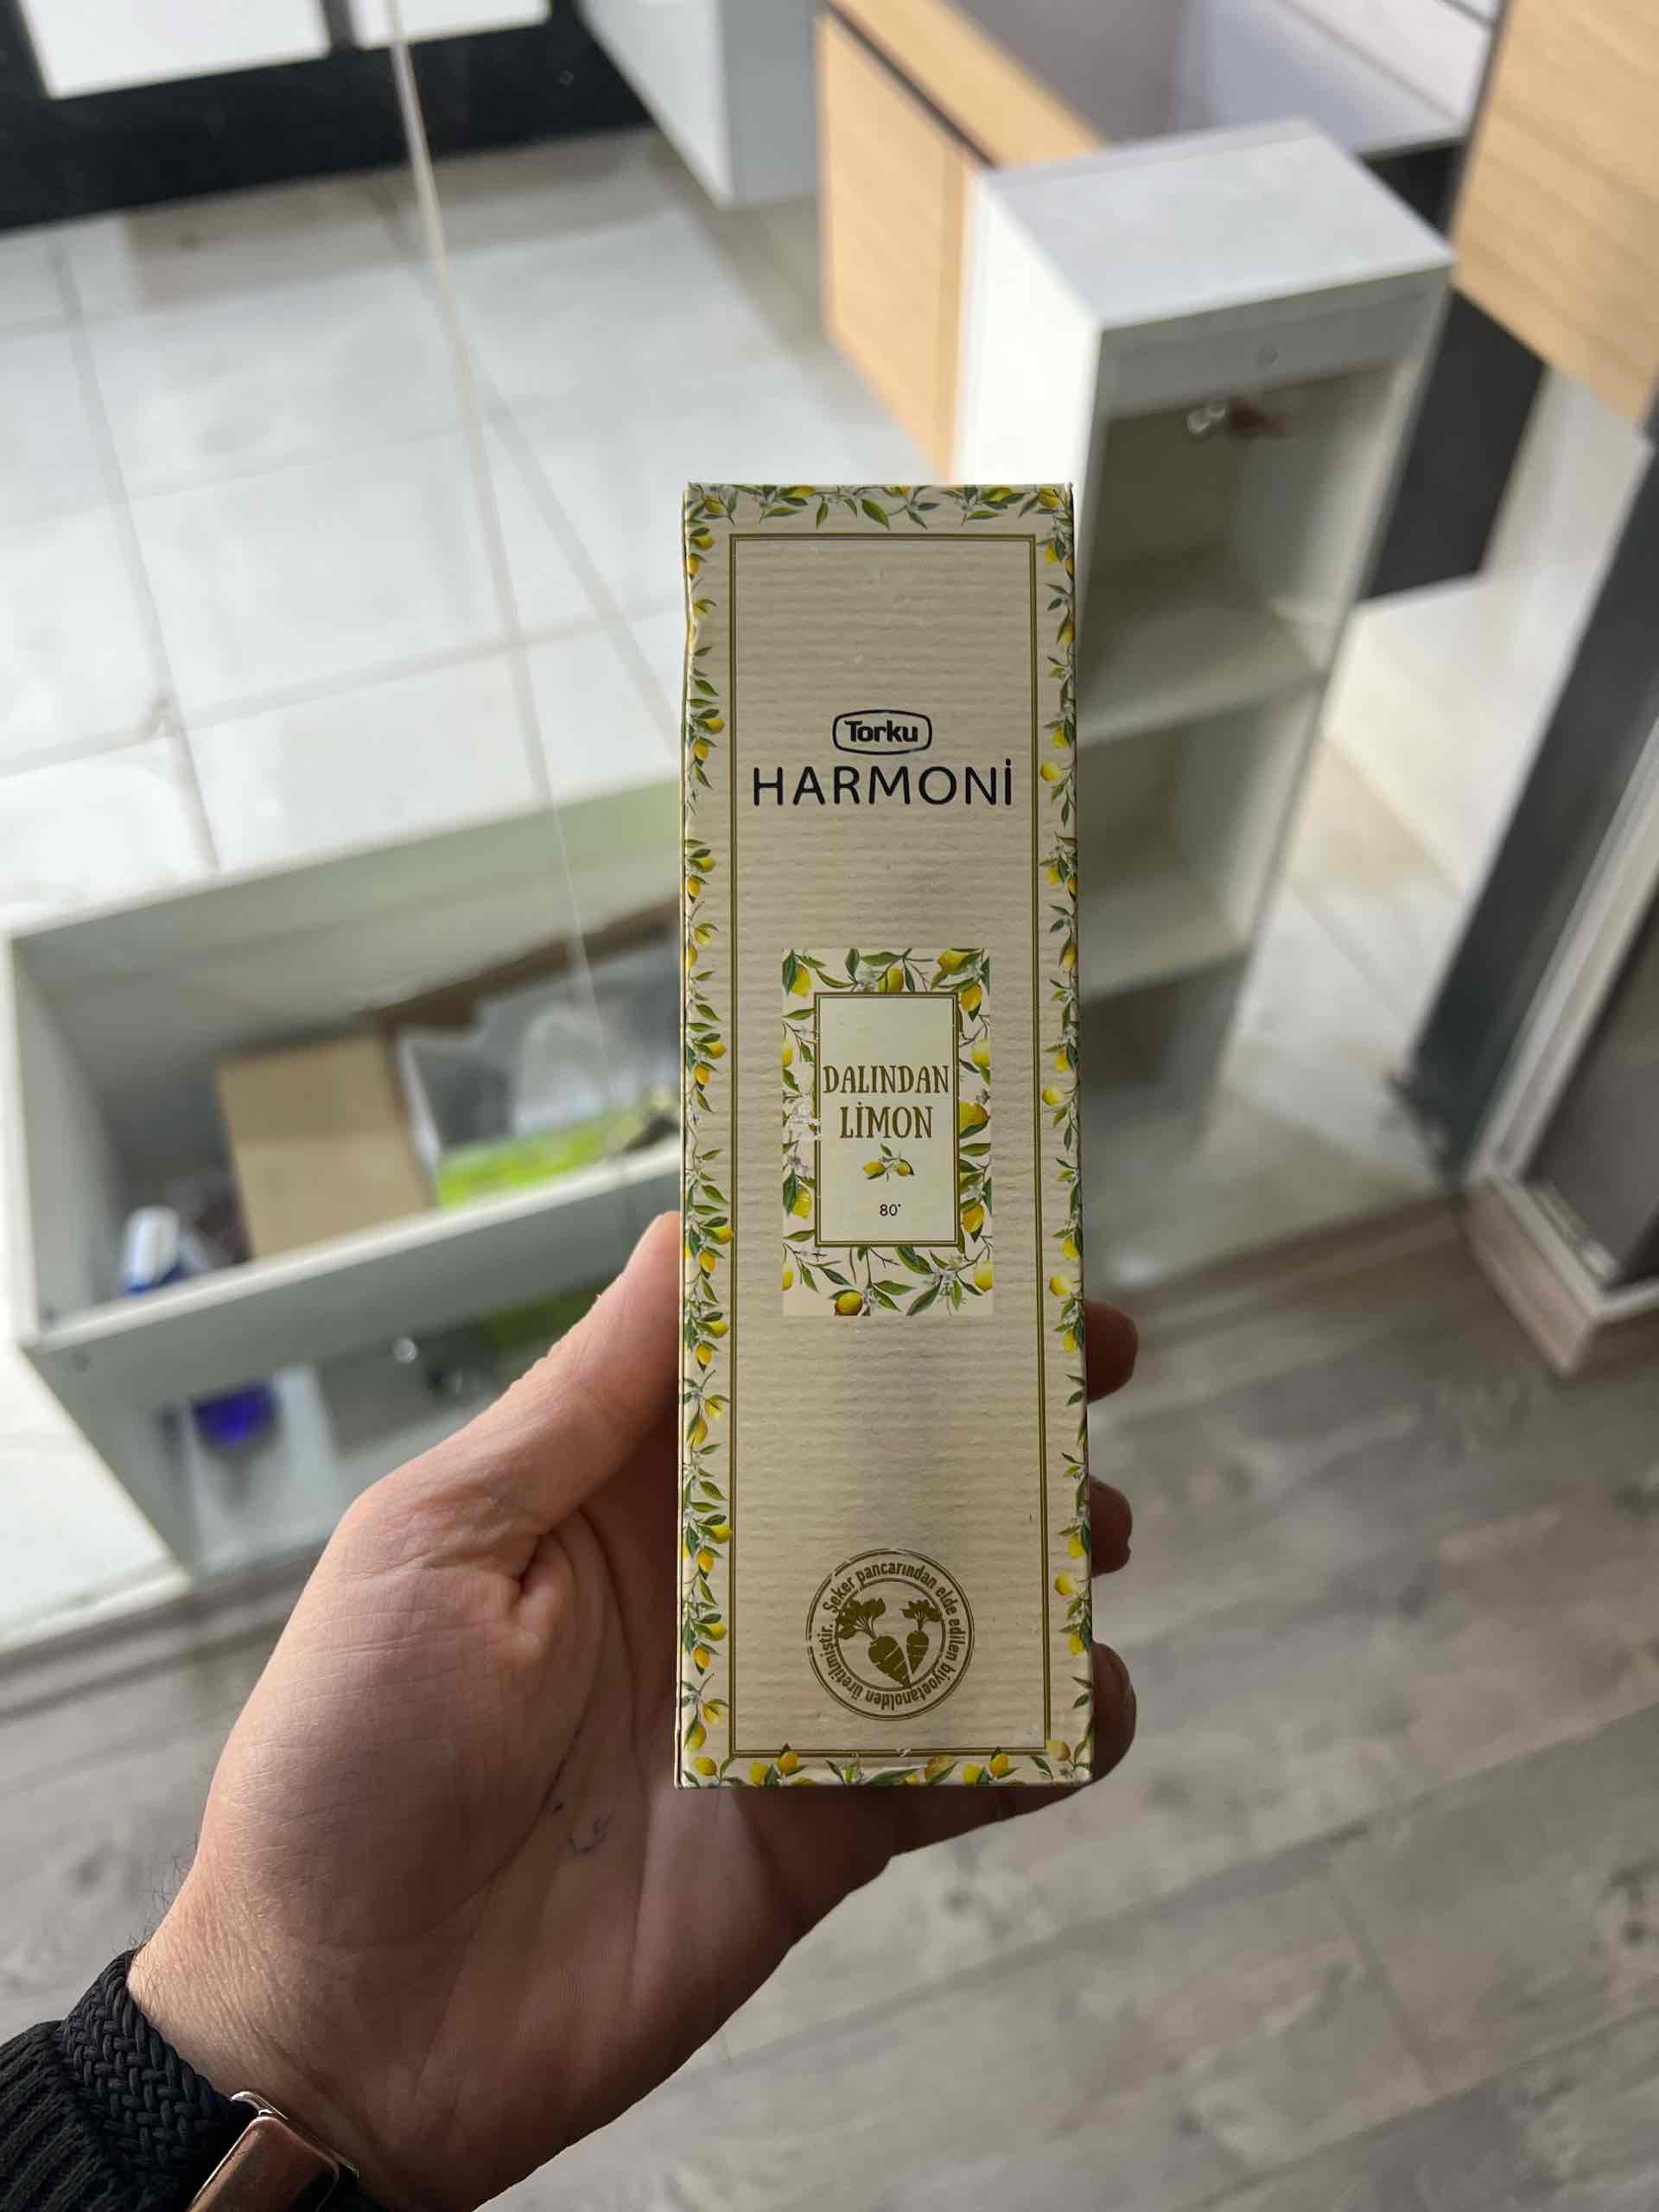 Torku
HARMONİ
DALINDAN
LİMON
80°
Şeker pancarından elde edilen biyoetanolden üretilmiştir.